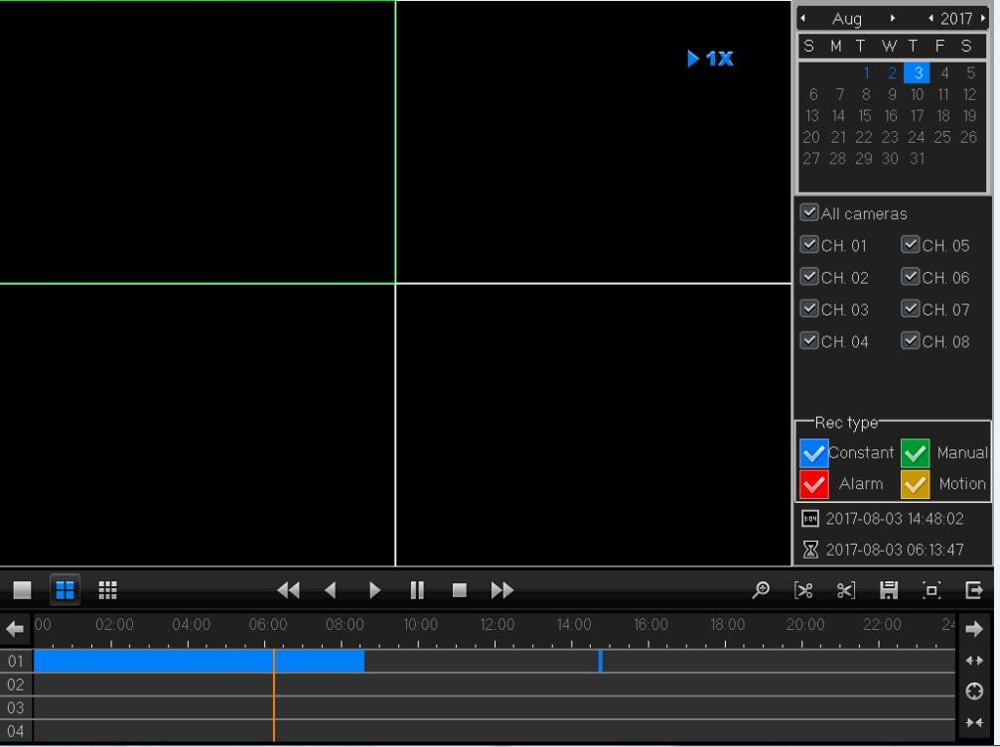 1X
Aug 2017
S M T W T F S
1 2 3 4 5
6 7 8 9 10 11 12
13 14 15 16 17 18 19
20 21 22 23 24 25 26
27 28 29 30 31
All cameras
CH. 01 CH. 05
CH. 02 CH. 06
CH. 03 CH. 07
CH. 04 CH. 08
Rec type
Constant Manual
Alarm Motion
2017-08-03 14:48:02
2017-08-03 06:13:47
00 02:00 04:00 06:00 08:00 10:00 12:00 14:00 16:00 18:00 20:00 22:00 24
01
02
03
04